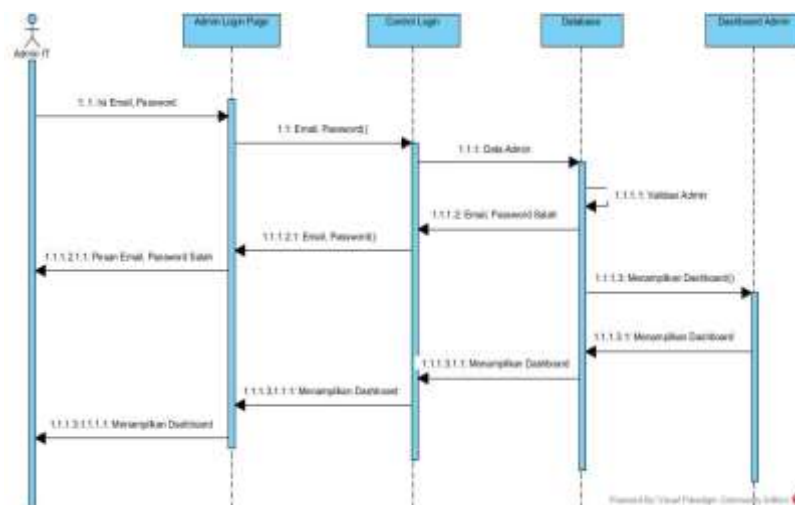 Admin Login Page
Control Login
Database
Dashboard Admin
Admin IT
1: 1: Isi Email, Password
1.1: Email, Password()
1.1.1: Data Admin
1.1.1.1: Validasi Admin
1.1.1.2: Email, Password Salah
1.1.1.2.1: Email, Password()
1.1.1.2.1.1: Pesan Email, Password Salah
1.1.1.3: Menampilkan Dashboard()
1.1.1.3.1: Menampilkan Dashboard
1.1.1.3.1.1: Menampilkan Dashboard
1.1.1.3.1.1.1: Menampilkan Dashboard
1.1.1.3.1.1.1.1: Menampilkan Dashboard
Powered By: Visual Paradigm Community Edition